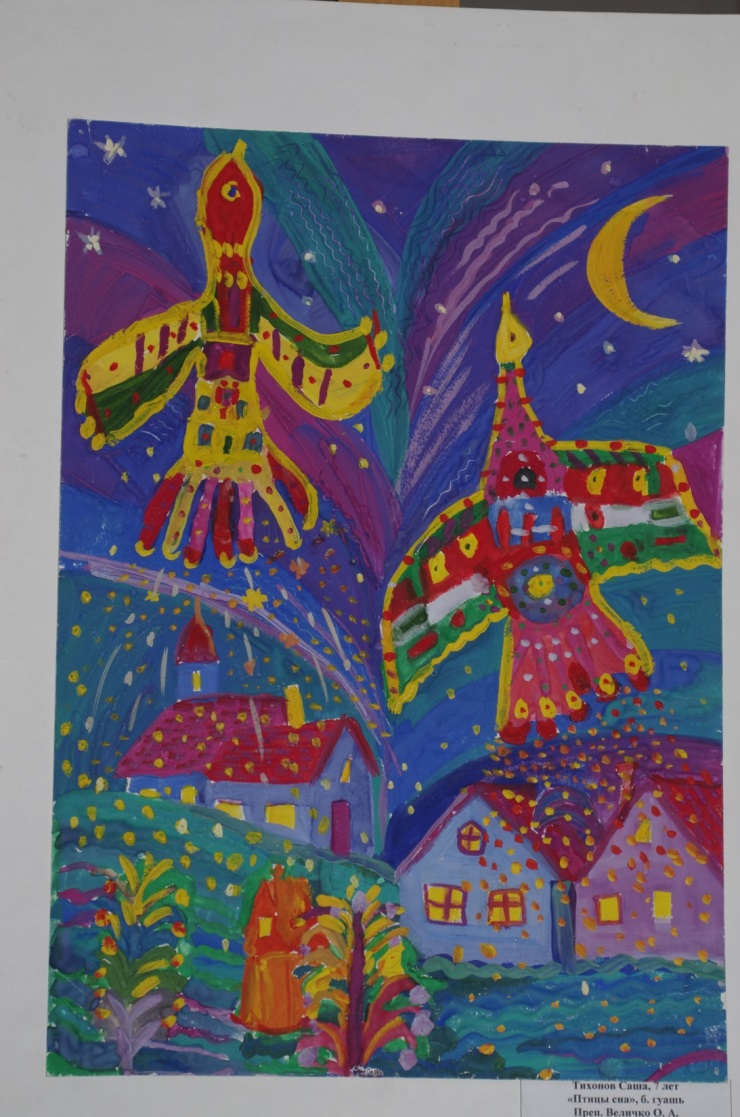 Тихонов Саша, 7 лет
«Птицы сна», б. гуашь
Преп. Величко О. А.